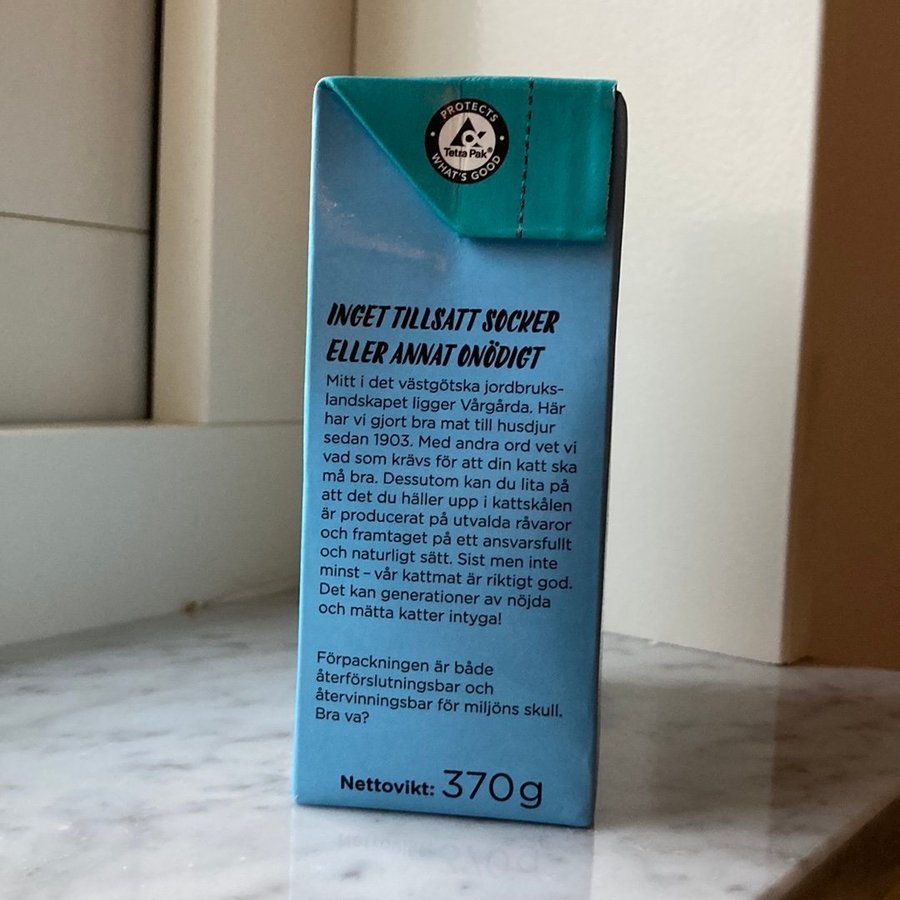 PROTECTS
Tetra Pak®
WHAT'S GOOD
INGET TILLSATT SOCKER
ELLER ANNAT ONÖDIGT
Mitt i det västgötska jordbruks-
landskapet ligger Vårgårda. Här
har vi gjort bra mat till husdjur
sedan 1903. Med andra ord vet vi
vad som krävs för att din katt ska
må bra. Dessutom kan du lita på
att det du häller upp i kattskålen
är producerat på utvalda råvaror
och framtaget på ett ansvarsfullt
och naturligt sätt. Sist men inte
minst – vår kattmat är riktigt god.
Det kan generationer av nöjda
och mätta katter intyga!
Förpackningen är både
återförslutningsbar och
återvinningsbar för miljöns skull.
Bra va?
Nettovikt: 370g